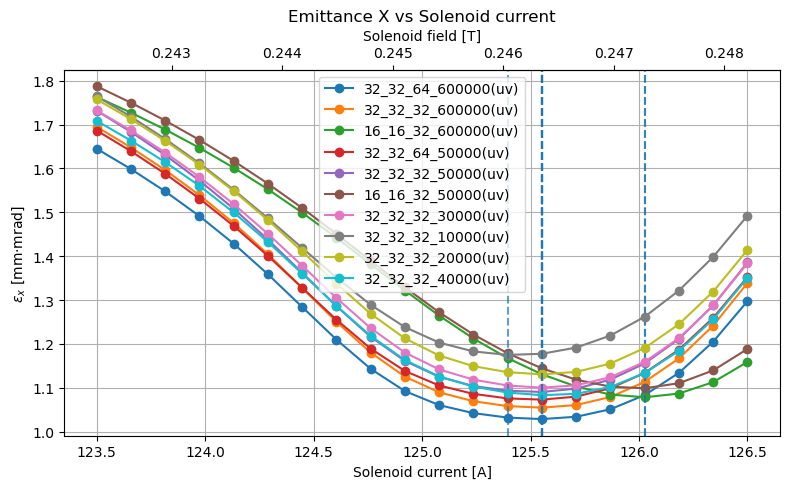 Emittance X vs Solenoid current
Solenoid field [T]
0.243 0.244 0.245 0.246 0.247 0.248
1.8
1.7
1.6
1.5
1.4
1.3
1.2
1.1
1.0
εx [mm·mrad]
32_32_64_600000(uv)
32_32_32_600000(uv)
16_16_32_600000(uv)
32_32_64_50000(uv)
32_32_32_50000(uv)
16_16_32_50000(uv)
32_32_32_30000(uv)
32_32_32_10000(uv)
32_32_32_20000(uv)
32_32_32_40000(uv)
123.5 124.0 124.5 125.0 125.5 126.0 126.5
Solenoid current [A]